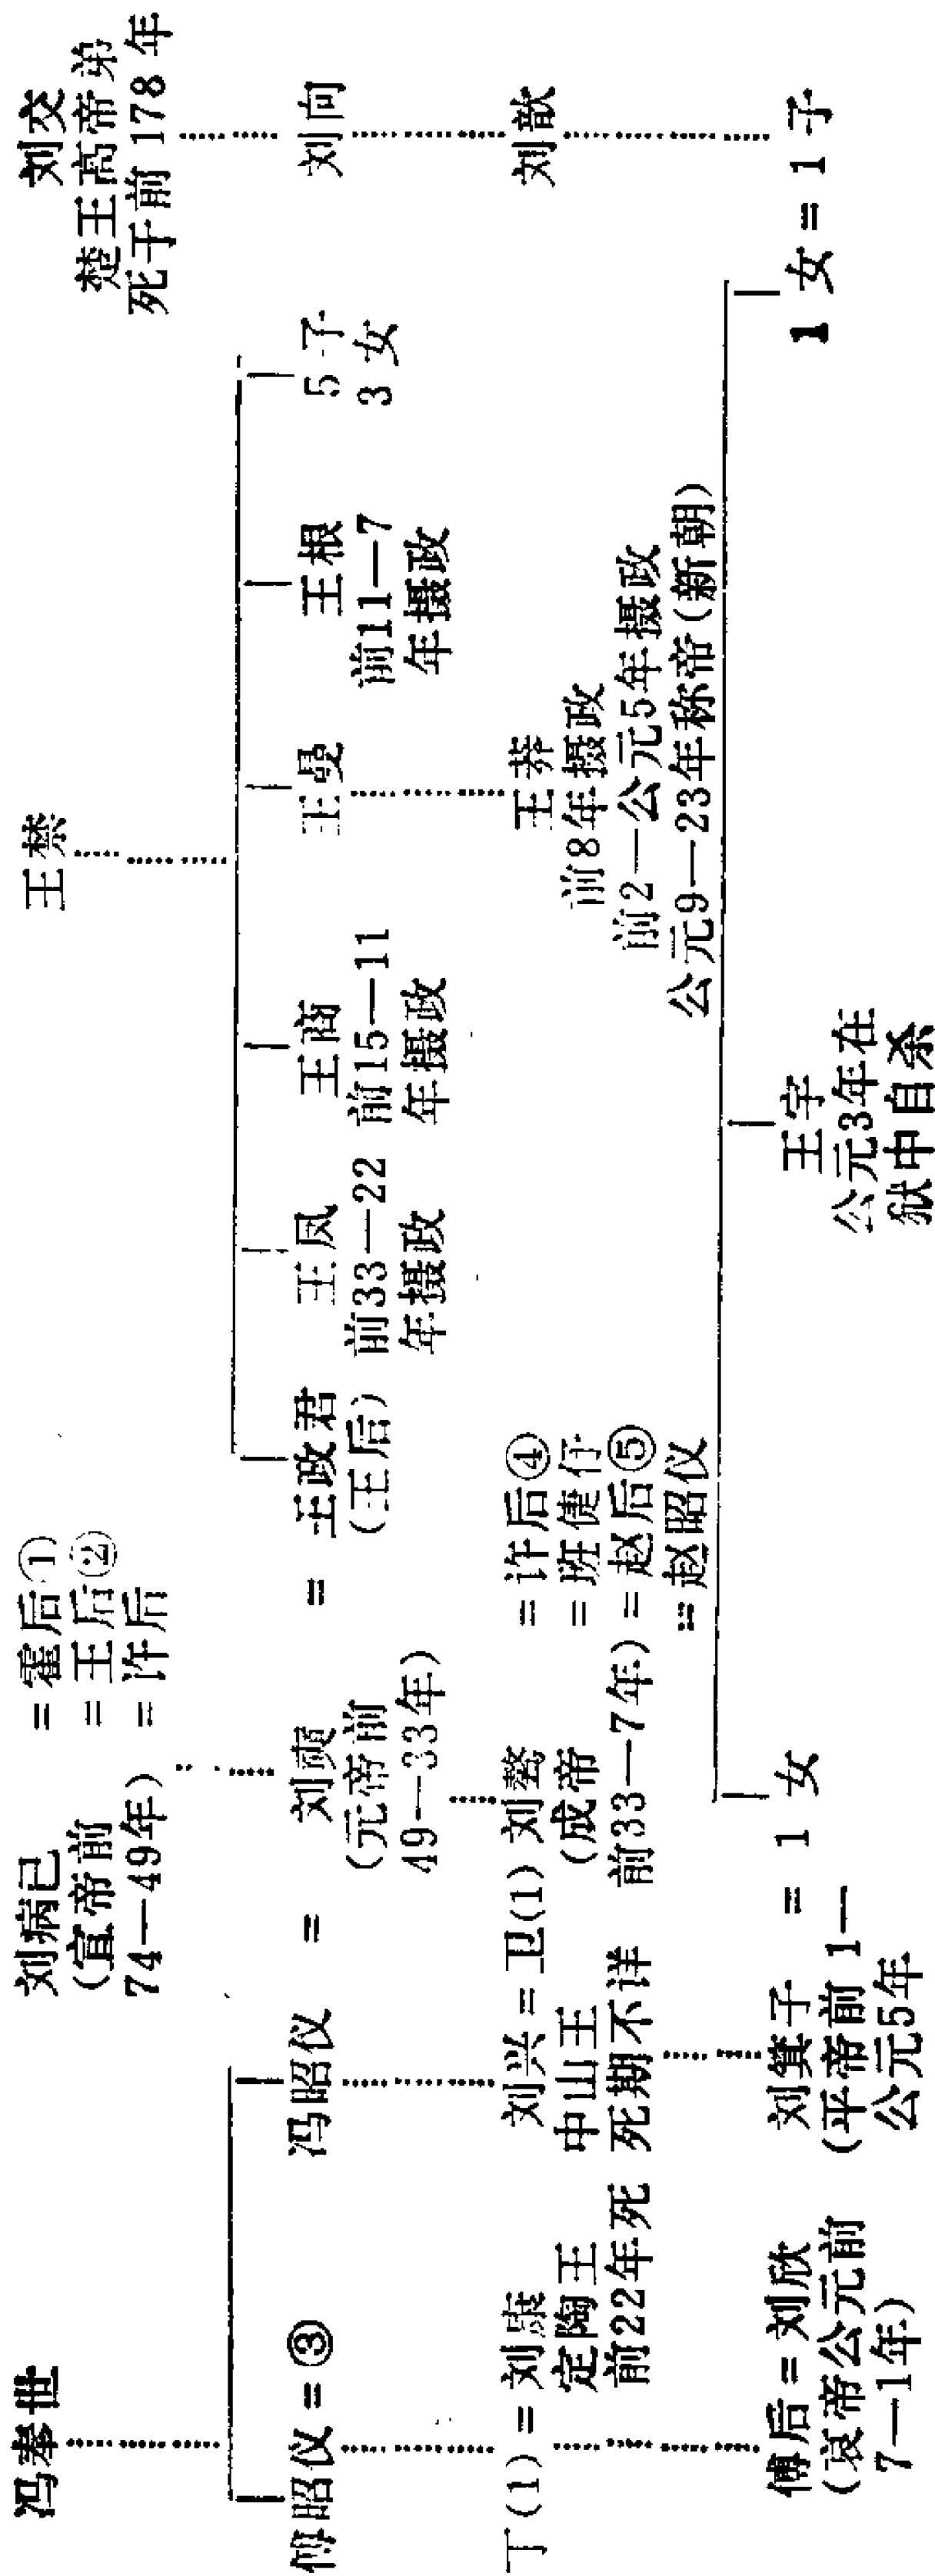 冯奉世
刘病己
(宣帝前
74—49年)
=霍后①
=王后②
=许后
王禁
刘交
楚王高帝弟
死于前178年
傅昭仪=③
冯昭仪
=
刘奭
(元帝前
49—33年)
=
王政君
(王后)
王凤
前33—22
年摄政
王商
前15—11
年摄政
王曼
王根
前11—7
年摄政
5子
3女
刘向
丁(1)=刘康
定陶王
前22年死
刘兴=卫(1)
中山王
死期不详
刘骜
(成帝
前33—7年)
=许后④
=班倢伃
=赵后⑤
=赵昭仪
王莽
前8年摄政
前2—公元5年摄政
公元9—23年称帝(新朝)
刘歆
傅后=刘欣
(哀帝公元前
7—1年)
刘箕子
(平帝前1—
公元5年
=1女
王宇
公元3年在
狱中自杀
1女=1子